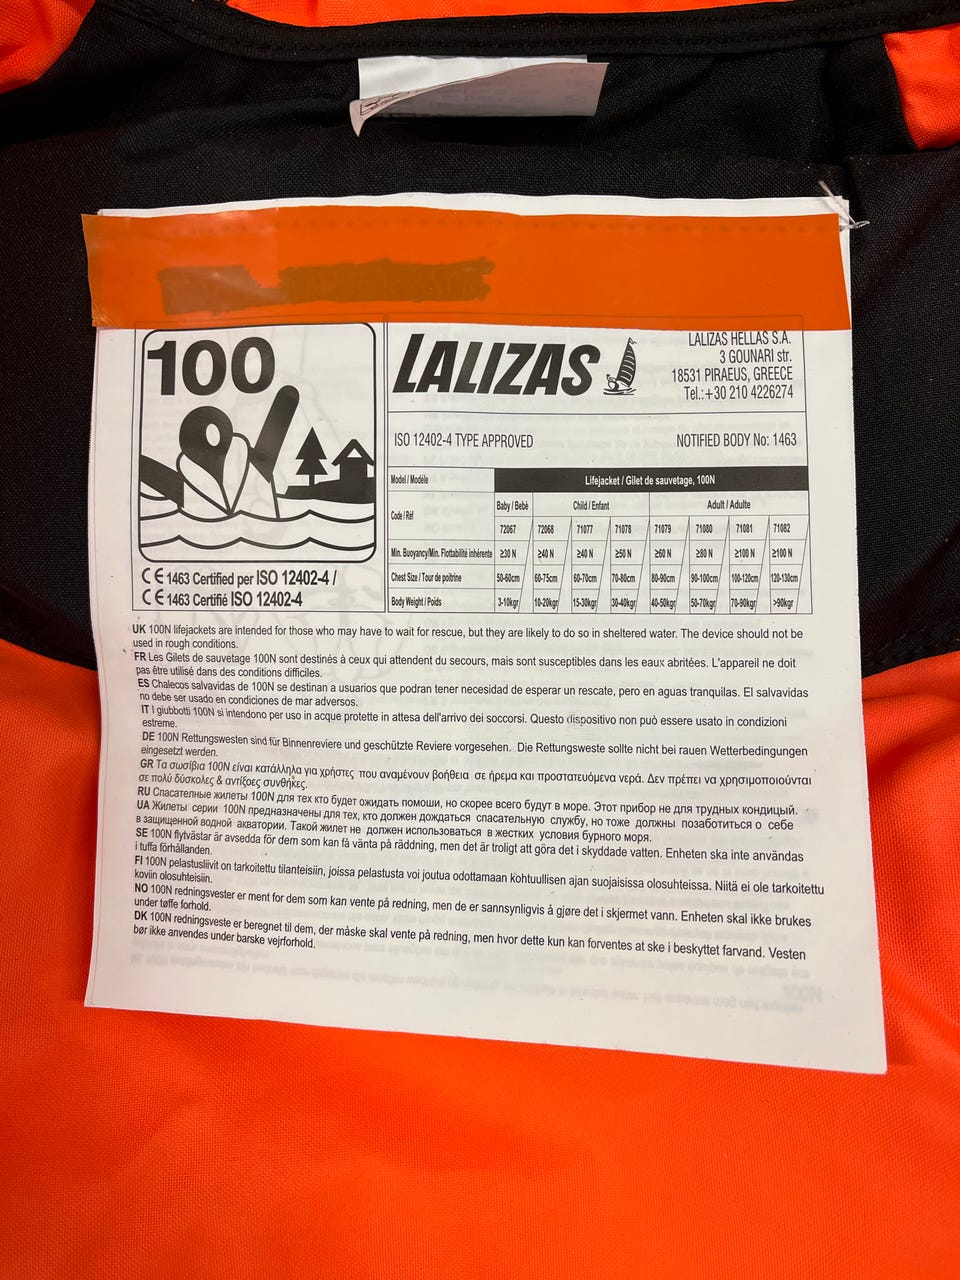 100
LALIZAS
LALIZAS HELLAS S.A.
3 GOUNARI str.
18531 PIRAEUS, GREECE
Tel.:+30 210 4226274
ISO 12402-4 TYPE APPROVED NOTIFIED BODY No: 1463
Model / Modéle Lifejacket / Gilet de sauvetage, 100N
Code / Réf Baby / Bebé Child / Enfant Adult / Adulte
72067 72068 71077 71078 71079 71080 71081 71082
Min. Buoyancy/Min. Flottabilité inhérente ≥30 N ≥40 N ≥40 N ≥50 N ≥60 N ≥80 N ≥100 N ≥100 N
Chest Size / Tour de poitrine 50-60cm 60-75cm 60-70cm 70-80cm 80-90cm 90-100cm 100-120cm 120-130cm
Body Weight / Poids 3-10kgr 10-20kgr 15-30kgr 30-40kgr 40-50kgr 50-70kgr 70-90kgr >90kgr
CE 1463 Certified per ISO 12402-4 /
CE 1463 Certifié ISO 12402-4
UK 100N lifejackets are intended for those who may have to wait for rescue, but they are likely to do so in sheltered water. The device should not be
used in rough conditions.
FR Les Gilets de sauvetage 100N sont destinés à ceux qui attendent du secours, mais sont susceptibles dans les eaux abritées. L'appareil ne doit
pas être utilisé dans des conditions difficiles.
ES Chalecos salvavidas de 100N se destinan a usuarios que podran tener necesidad de esperar un rescate, pero en aguas tranquilas. El salvavidas
no debe ser usado en condiciones de mar adversos.
IT I giubbotti 100N si intendono per uso in acque protette in attesa dell'arrivo dei soccorsi. Questo dispositivo non può essere usato in condizioni
estreme.
DE 100N Rettungswesten sind für Binnenreviere und geschützte Reviere vorgesehen. Die Rettungsweste sollte nicht bei rauen Wetterbedingungen
eingesetzt werden.
GR Τα σωσίβια 100N είναι κατάλληλα για χρήστες που αναμένουν βοήθεια σε ήρεμα και προστατευόμενα νερά. Δεν πρέπει να χρησιμοποιούνται
σε πολύ δύσκολες & αντίξοες συνθήκες.
RU Спасательные жилеты 100N для тех кто будет ожидать помоши, но скорее всего будут в море. Этот прибор не для трудных кондиций.
UA Жилеты серии 100N предназначены для тех, кто должен дождаться спасательную службу, но тоже должны позаботиться о себе
в защищенной водной акватории. Такой жилет не должен использоваться в жестких условия бурного моря.
SE 100N flytvästar är avsedda för dem som kan få vänta på räddning, men det är troligt att göra det i skyddade vatten. Enheten ska inte användas
i tuffa förhållanden.
FI 100N pelastusliivit on tarkoitettu tilanteisiin, joissa pelastusta voi joutua odottamaan kohtuullisen ajan suojaisissa olosuhteissa. Niitä ei ole tarkoitettu
koviin olosuhteisiin.
NO 100N redningsvester er ment for dem som kan vente på redning, men de er sannsynligvis å gjøre det i skjermet vann. Enheten skal ikke brukes
under tøffe forhold.
DK 100N redningsveste er beregnet til dem, der måske skal vente på redning, men hvor dette kun kan forventes at ske i beskyttet farvand. Vesten
bør ikke anvendes under barske vejrforhold.